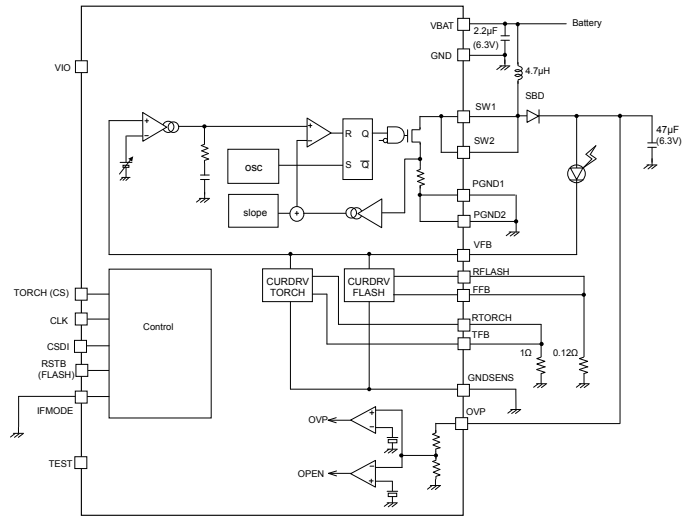 VBAT
Battery
2.2μF
(6.3V)
GND
VIO
4.7μH
SW1
SBD
47μF
(6.3V)
+
−
+
−
R
Q
S
Q
osc
SW2
slope
+
PGND1
PGND2
VFB
CURDRV
TORCH
CURDRV
FLASH
RFLASH
FFB
TORCH (CS)
CLK
Control
RTORCH
CSDI
TFB
RSTB
(FLASH)
1Ω
0.12Ω
IFMODE
GNDSENS
OVP
OVP
+
−
TEST
OPEN
−
+